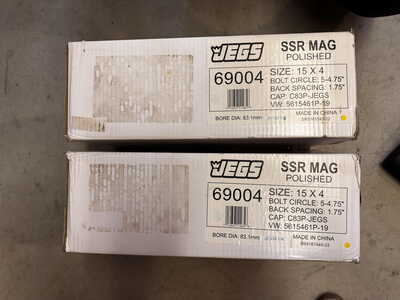 JEGS
SSR MAG
POLISHED
69004
SIZE: 15 X 4
BOLT CIRCLE: 5-4.75"
BACK SPACING: 1.75"
CAP: C83P-JEGS
VW: 5615461P-19
BORE DIA: 83.1mm
MADE IN CHINA
JEGS
SSR MAG
POLISHED
69004
SIZE: 15 X 4
BOLT CIRCLE: 5-4.75"
BACK SPACING: 1.75"
CAP: C83P-JEGS
VW: 5615461P-19
BORE DIA: 83.1mm
MADE IN CHINA